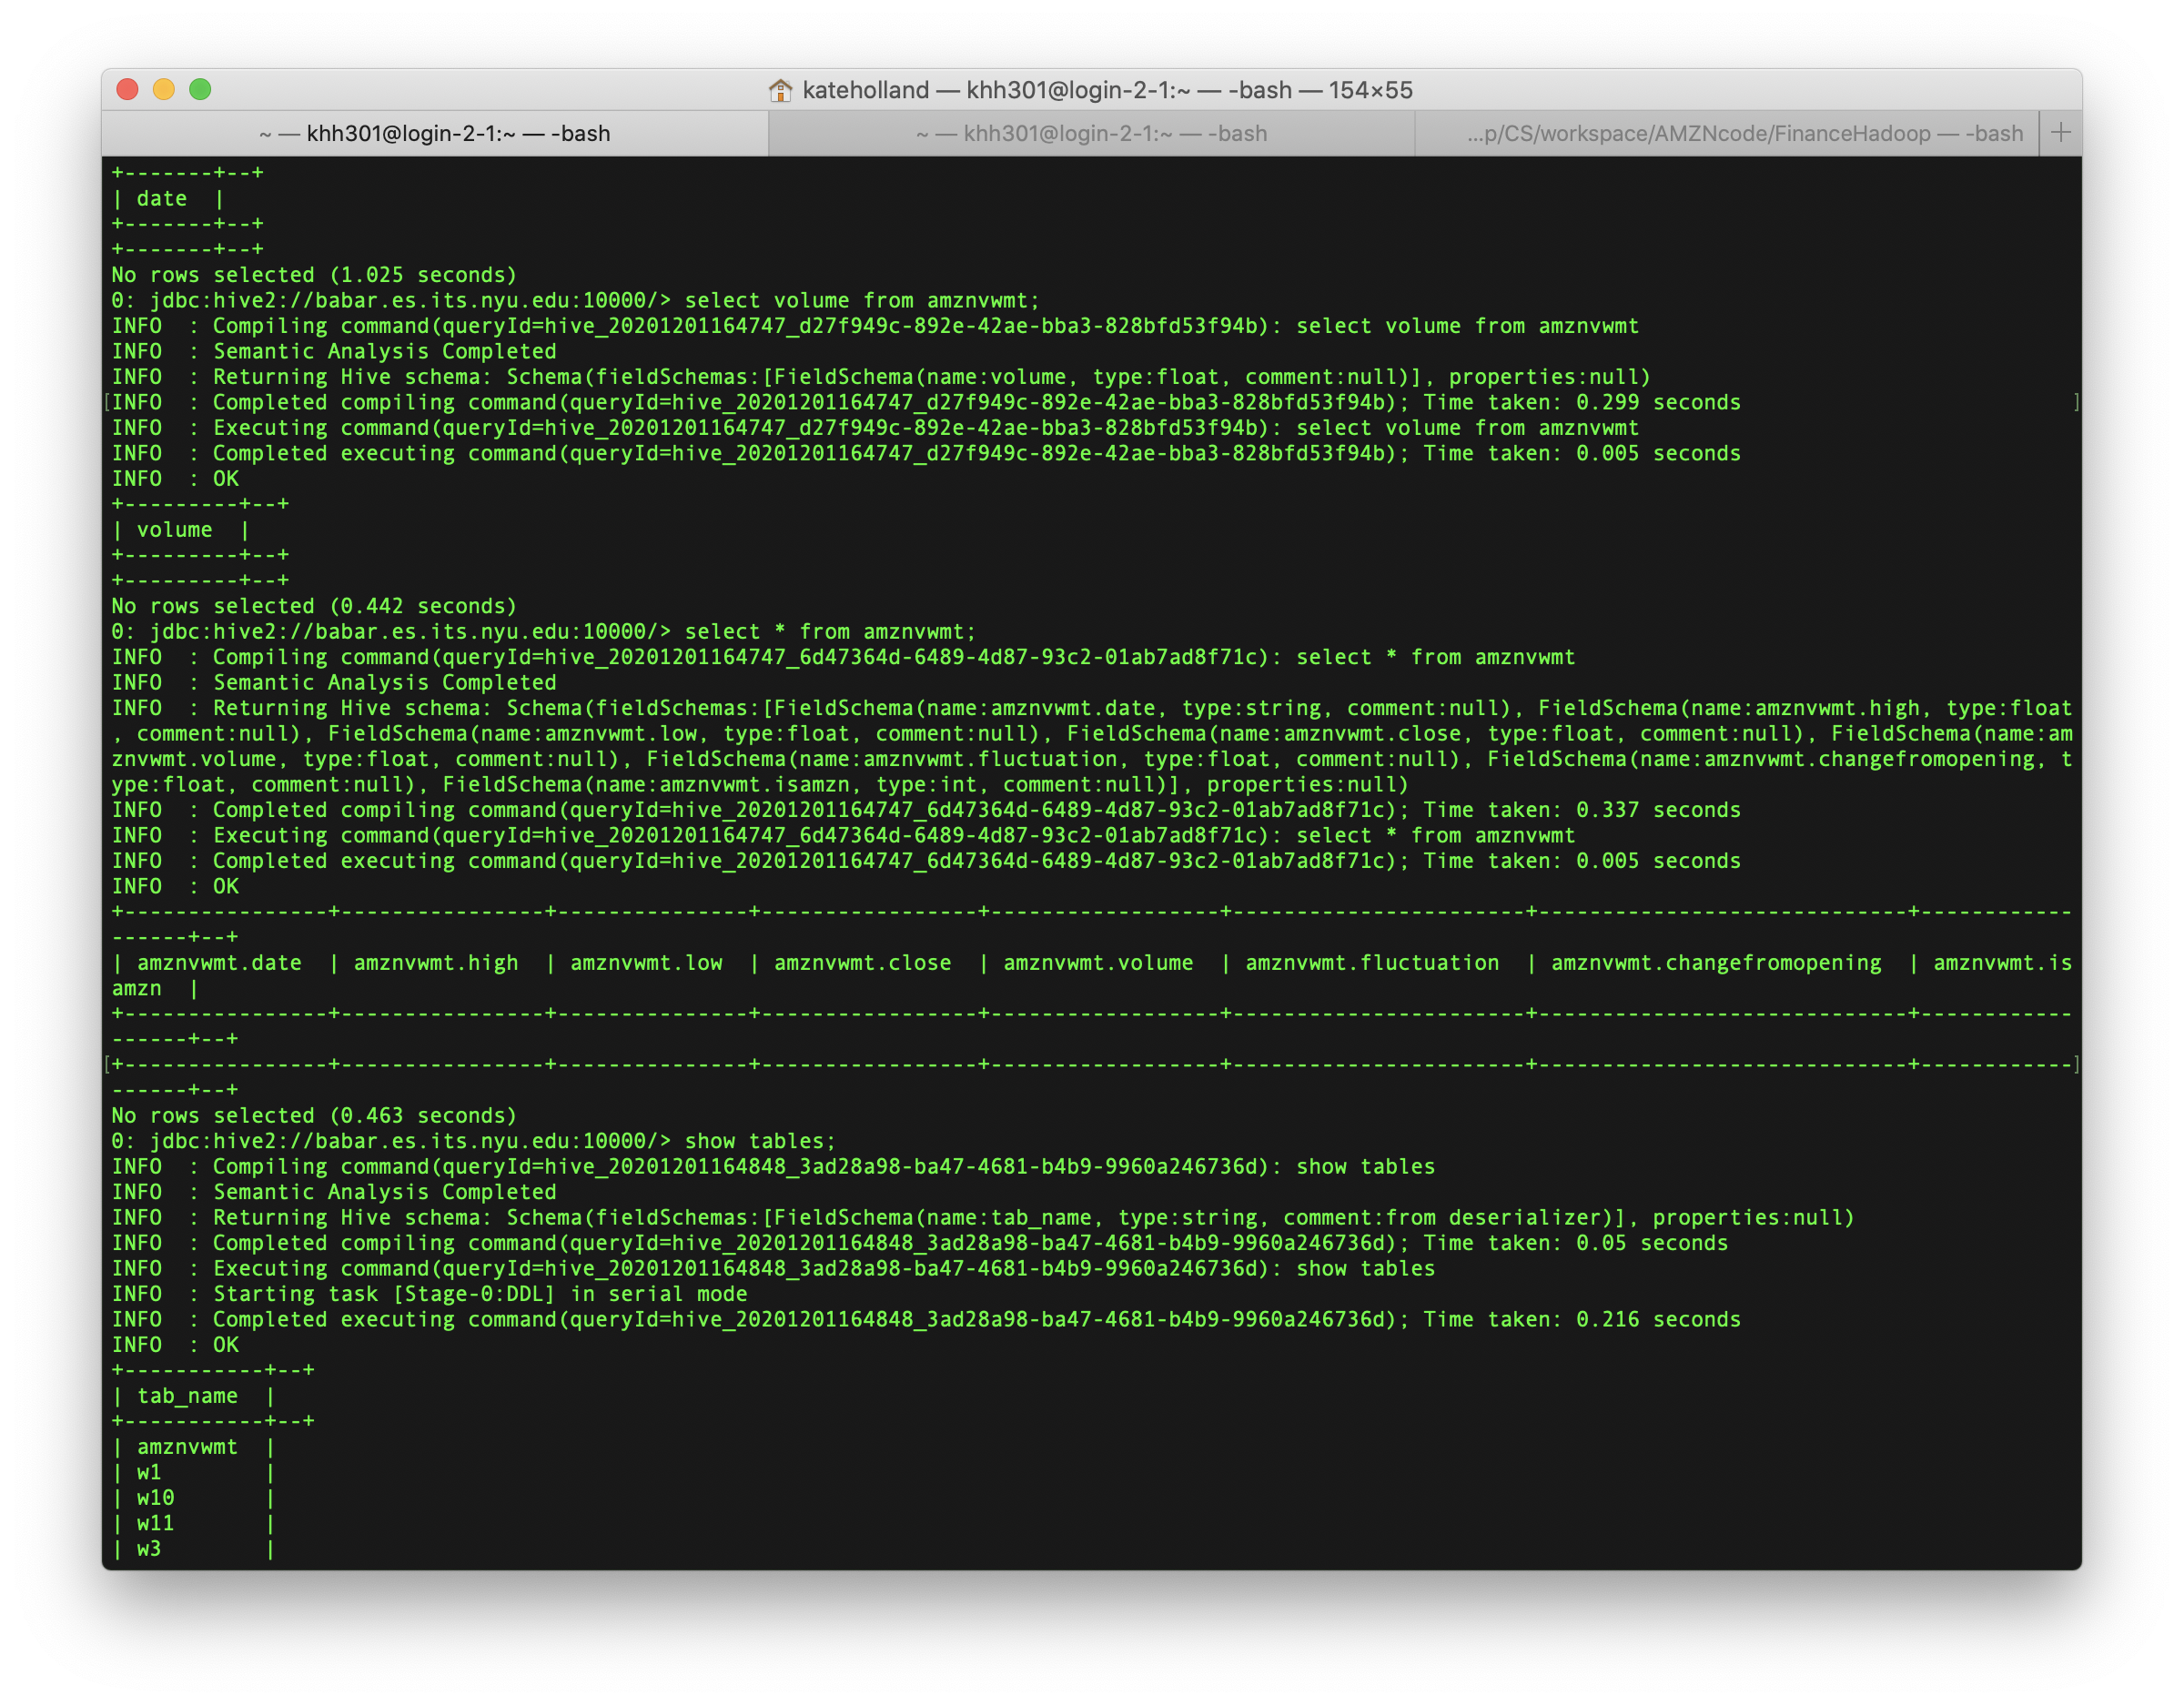 kateholland — khh301@login-2-1:~ — -bash — 154×55
~ — khh301@login-2-1:~ — -bash
~ — khh301@login-2-1:~ — -bash
...p/CS/workspace/AMZNcode/FinanceHadoop — -bash
+-------+--+
| date  |
+-------+--+
+-------+--+
No rows selected (1.025 seconds)
0: jdbc:hive2://babar.es.its.nyu.edu:10000/> select volume from amznvwmt;
INFO  : Compiling command(queryId=hive_20201201164747_d27f949c-892e-42ae-bba3-828bfd53f94b): select volume from amznvwmt
INFO  : Semantic Analysis Completed
INFO  : Returning Hive schema: Schema(fieldSchemas:[FieldSchema(name:volume, type:float, comment:null)], properties:null)
[INFO  : Completed compiling command(queryId=hive_20201201164747_d27f949c-892e-42ae-bba3-828bfd53f94b); Time taken: 0.299 seconds ]
INFO  : Executing command(queryId=hive_20201201164747_d27f949c-892e-42ae-bba3-828bfd53f94b): select volume from amznvwmt
INFO  : Completed executing command(queryId=hive_20201201164747_d27f949c-892e-42ae-bba3-828bfd53f94b); Time taken: 0.005 seconds
INFO  : OK
+---------+--+
| volume  |
+---------+--+
+---------+--+
No rows selected (0.442 seconds)
0: jdbc:hive2://babar.es.its.nyu.edu:10000/> select * from amznvwmt;
INFO  : Compiling command(queryId=hive_20201201164747_6d47364d-6489-4d87-93c2-01ab7ad8f71c): select * from amznvwmt
INFO  : Semantic Analysis Completed
INFO  : Returning Hive schema: Schema(fieldSchemas:[FieldSchema(name:amznvwmt.date, type:string, comment:null), FieldSchema(name:amznvwmt.high, type:float
, comment:null), FieldSchema(name:amznvwmt.low, type:float, comment:null), FieldSchema(name:amznvwmt.close, type:float, comment:null), FieldSchema(name:am
znvwmt.volume, type:float, comment:null), FieldSchema(name:amznvwmt.fluctuation, type:float, comment:null), FieldSchema(name:amznvwmt.changefromopening, t
ype:float, comment:null), FieldSchema(name:amznvwmt.isamzn, type:int, comment:null)], properties:null)
INFO  : Completed compiling command(queryId=hive_20201201164747_6d47364d-6489-4d87-93c2-01ab7ad8f71c); Time taken: 0.337 seconds
INFO  : Executing command(queryId=hive_20201201164747_6d47364d-6489-4d87-93c2-01ab7ad8f71c): select * from amznvwmt
INFO  : Completed executing command(queryId=hive_20201201164747_6d47364d-6489-4d87-93c2-01ab7ad8f71c); Time taken: 0.005 seconds
INFO  : OK
+----------------+----------------+---------------+-----------------+------------------+-----------------------+-----------------------------+------------
------+--+
| amznvwmt.date  | amznvwmt.high  | amznvwmt.low  | amznvwmt.close  | amznvwmt.volume  | amznvwmt.fluctuation  | amznvwmt.changefromopening  | amznvwmt.is
amzn  |
+----------------+----------------+---------------+-----------------+------------------+-----------------------+-----------------------------+------------
------+--+
[+----------------+----------------+---------------+-----------------+------------------+-----------------------+-----------------------------+------------]
------+--+
No rows selected (0.463 seconds)
0: jdbc:hive2://babar.es.its.nyu.edu:10000/> show tables;
INFO  : Compiling command(queryId=hive_20201201164848_3ad28a98-ba47-4681-b4b9-9960a246736d): show tables
INFO  : Semantic Analysis Completed
INFO  : Returning Hive schema: Schema(fieldSchemas:[FieldSchema(name:tab_name, type:string, comment:from deserializer)], properties:null)
INFO  : Completed compiling command(queryId=hive_20201201164848_3ad28a98-ba47-4681-b4b9-9960a246736d); Time taken: 0.05 seconds
INFO  : Executing command(queryId=hive_20201201164848_3ad28a98-ba47-4681-b4b9-9960a246736d): show tables
INFO  : Starting task [Stage-0:DDL] in serial mode
INFO  : Completed executing command(queryId=hive_20201201164848_3ad28a98-ba47-4681-b4b9-9960a246736d); Time taken: 0.216 seconds
INFO  : OK
+-----------+--+
| tab_name  |
+-----------+--+
| amznvwmt  |
| w1        |
| w10       |
| w11       |
| w3        |